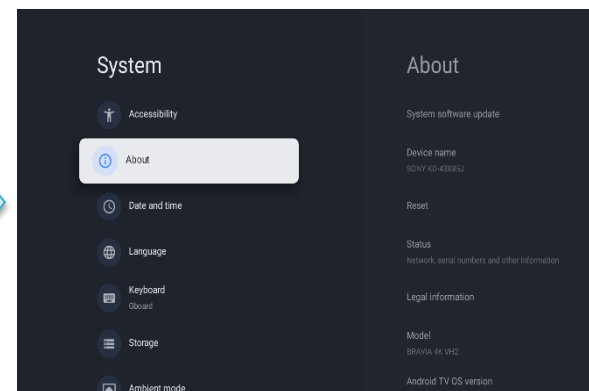 System
Accessibility
About
Date and time
Language
Keyboard
Gboard
Storage
Ambient mode
About
System software update
Device name
SONY KD-43X85J
Reset
Status
Network, serial numbers and other information
Legal information
Model
BRAVIA 4K VH2
Android TV OS version